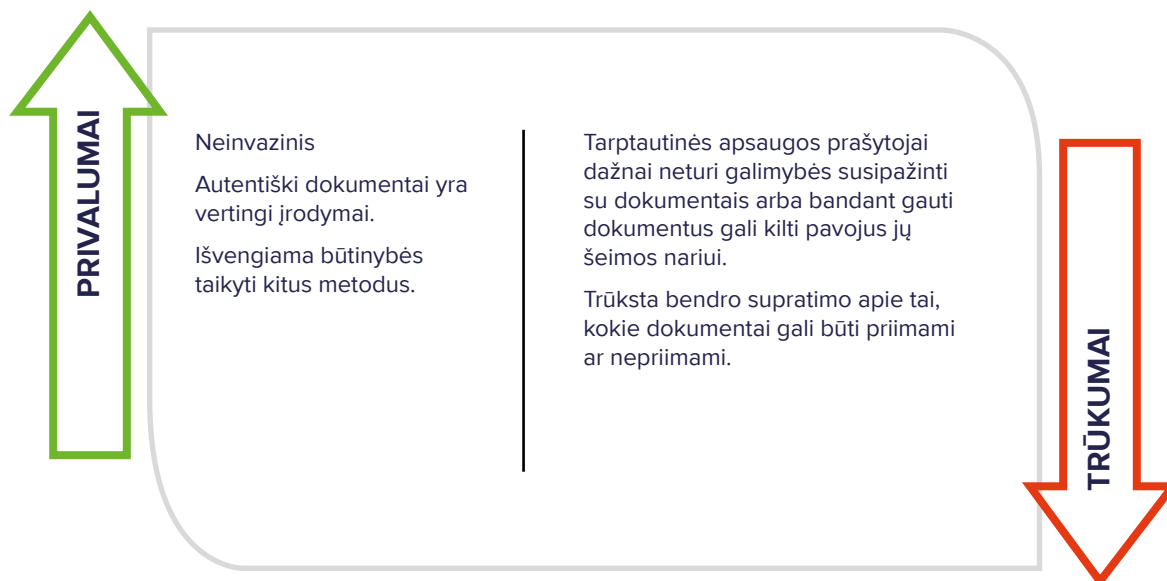 PRIVALUMAI
Neinvazinis
Autentiški dokumentai yra
vertingi įrodymai.
Išvengiama būtinybės
taikyti kitus metodus.
Tarptautinės apsaugos prašytojai
dažnai neturi galimybės susipažinti
su dokumentais arba bandant gauti
dokumentus gali kilti pavojus jų
šeimos nariui.
Trūksta bendro supratimo apie tai,
kokie dokumentai gali būti priimami
ar nepriimami.
TRŪKUMAI